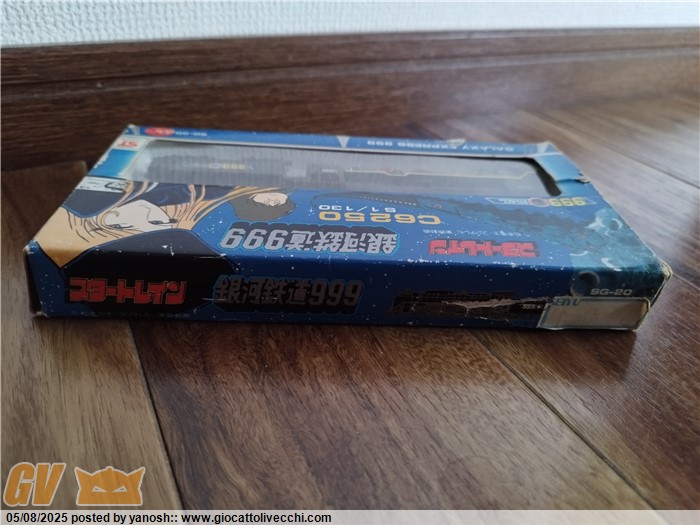 GALAXY EXPRESS 999
ST
999
999
C6250
S1/130
銀河鉄道999
スタートレイン
スタートレイン
銀河鉄道999
SG-20
GV
05/08/2025 posted by yanosh:: www.giocattolivecchi.com